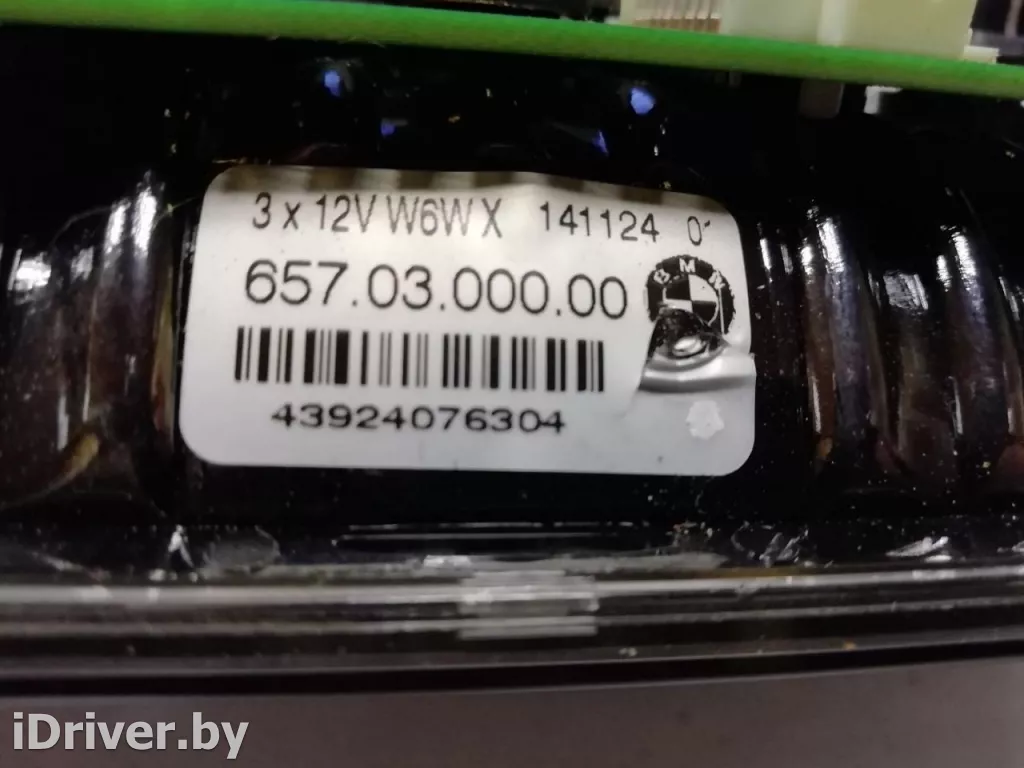 3 x 12V W6W X 141124 0
657.03.000.00
BMW
43924076304
iDriver.by